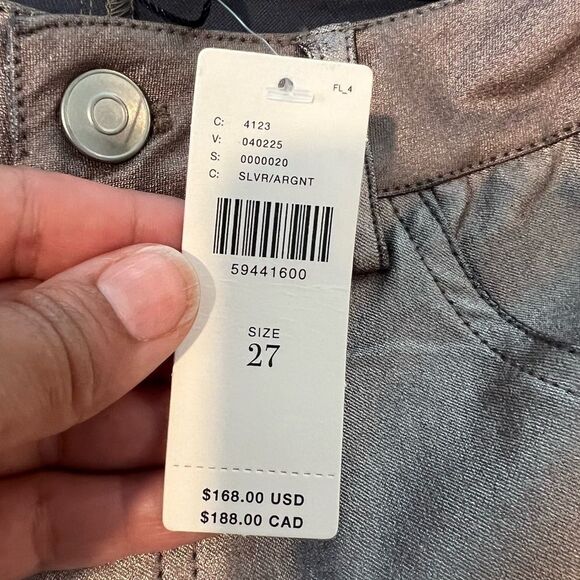 FL_4
C: 4123
V: 040225
S: 0000020
C: SLVR/ARGNT
59441600
SIZE
27
$168.00 USD
$188.00 CAD